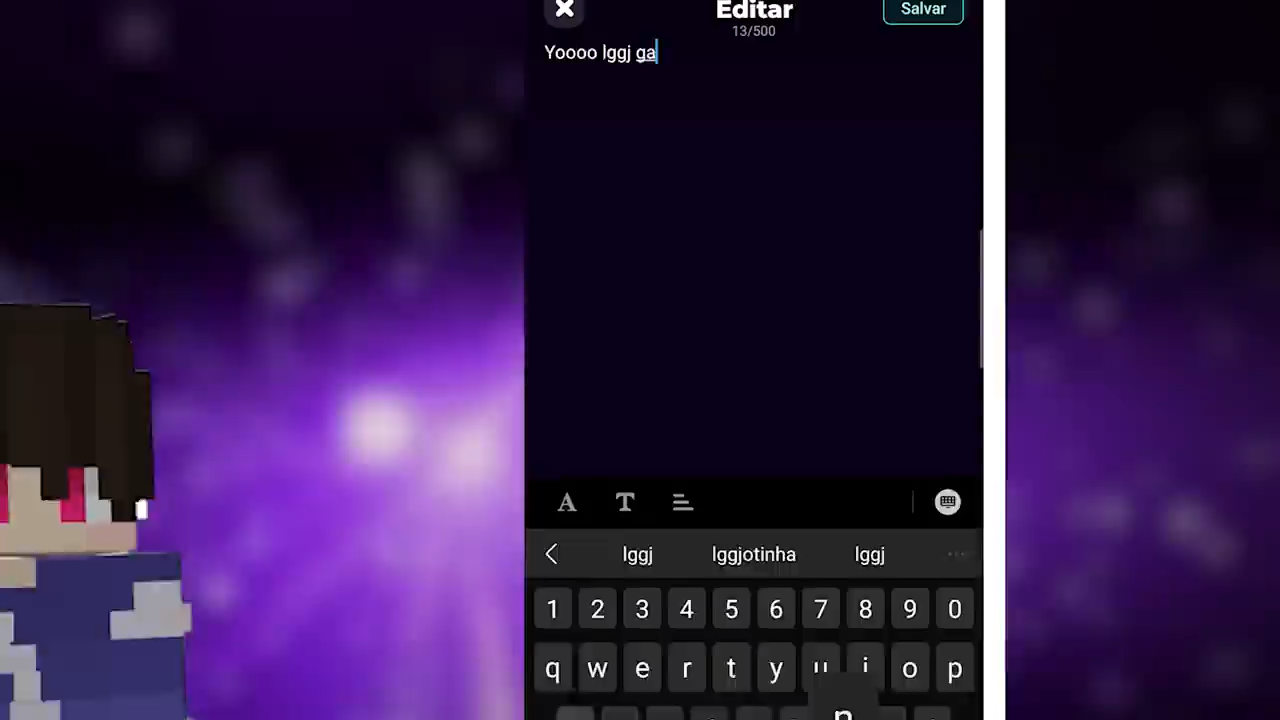 Editar
Salvar
13/500
Yoooo lggj ga
lggj lggjotinha lggj
1 2 3 4 5 6 7 8 9 0
q w e r t y u i o p